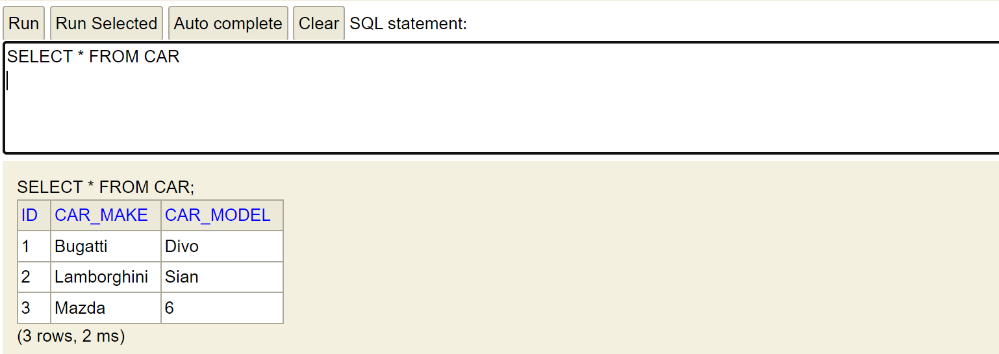 Run Run Selected Auto complete Clear SQL statement:
SELECT * FROM CAR
SELECT * FROM CAR;
ID CAR_MAKE CAR_MODEL
1 Bugatti Divo
2 Lamborghini Sian
3 Mazda 6
(3 rows, 2 ms)